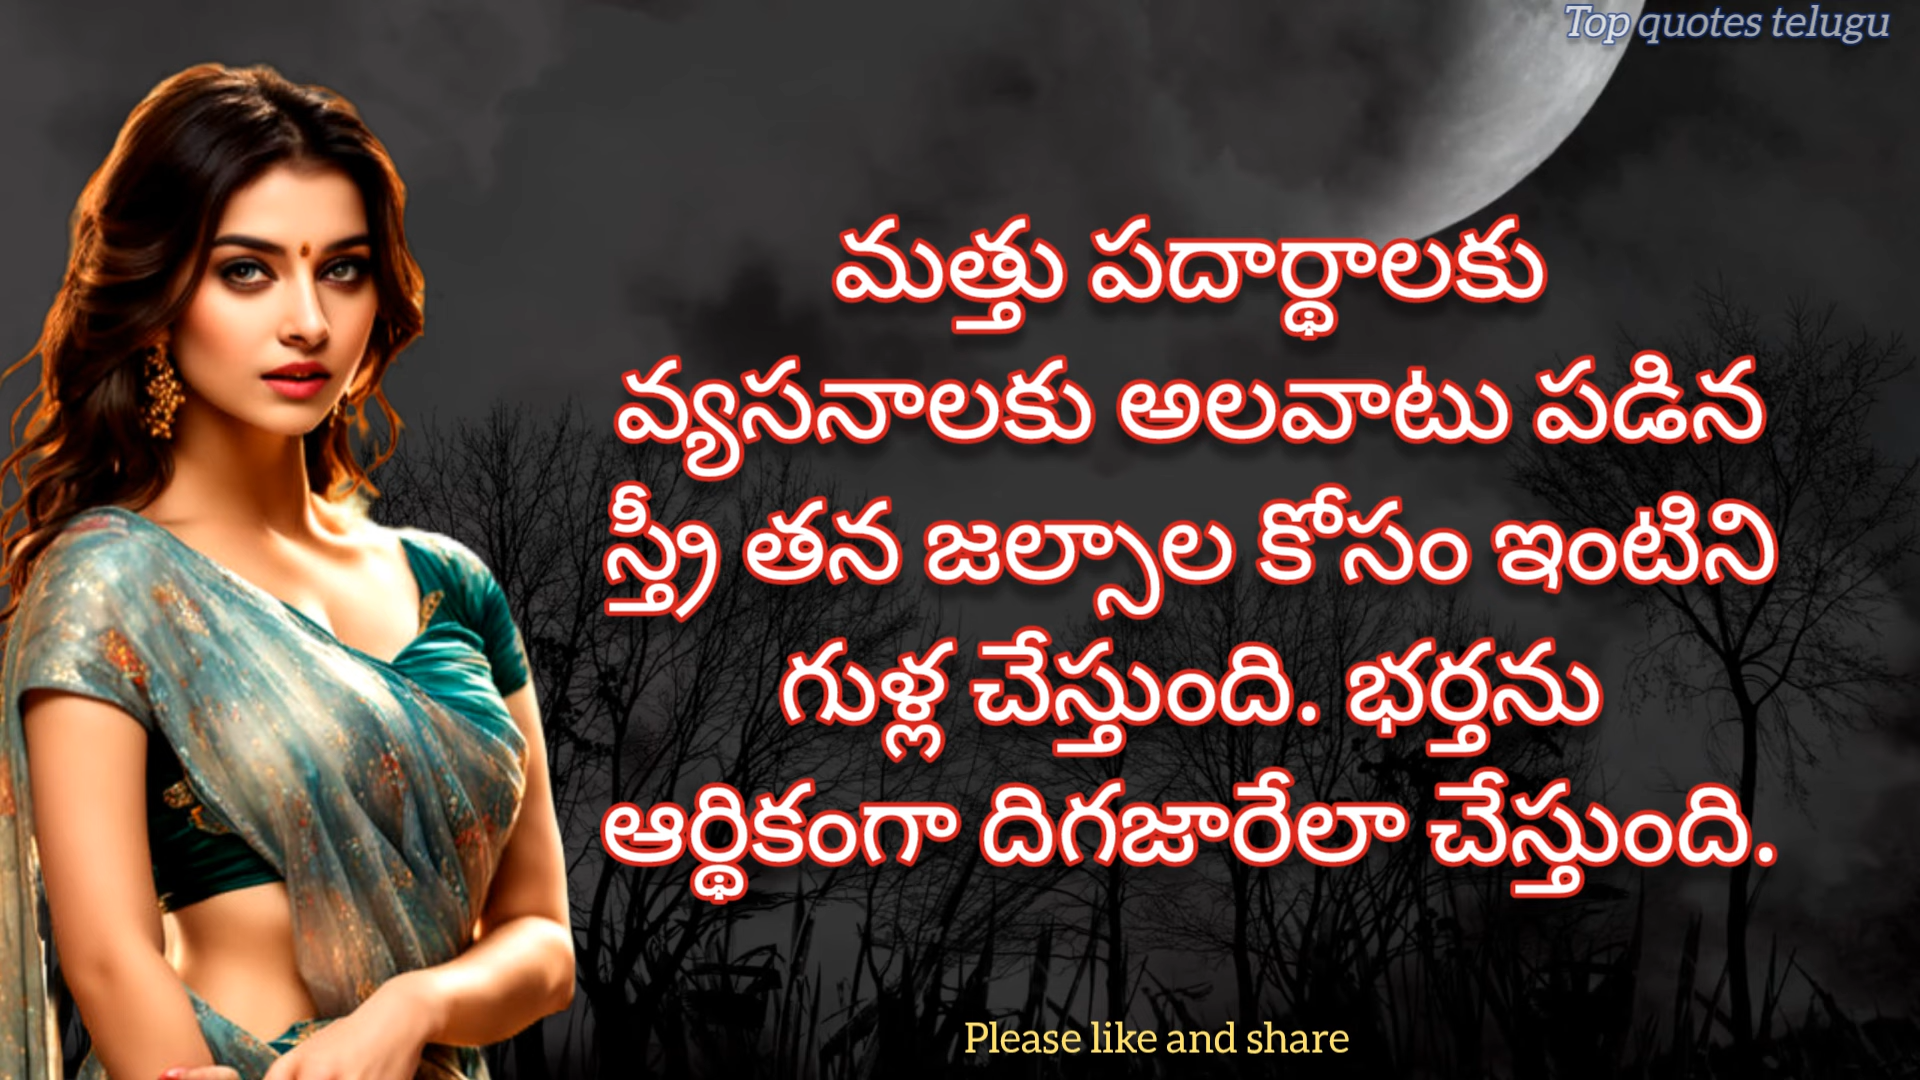 Top quotes telugu
మత్తు పదార్థాలకు
వ్యసనాలకు అలవాటు పడిన
స్త్రీ తన జల్సాల కోసం ఇంటిని
గుళ్ల చేస్తుంది. భర్తను
ఆర్థికంగా దిగజారేలా చేస్తుంది.
Please like and share